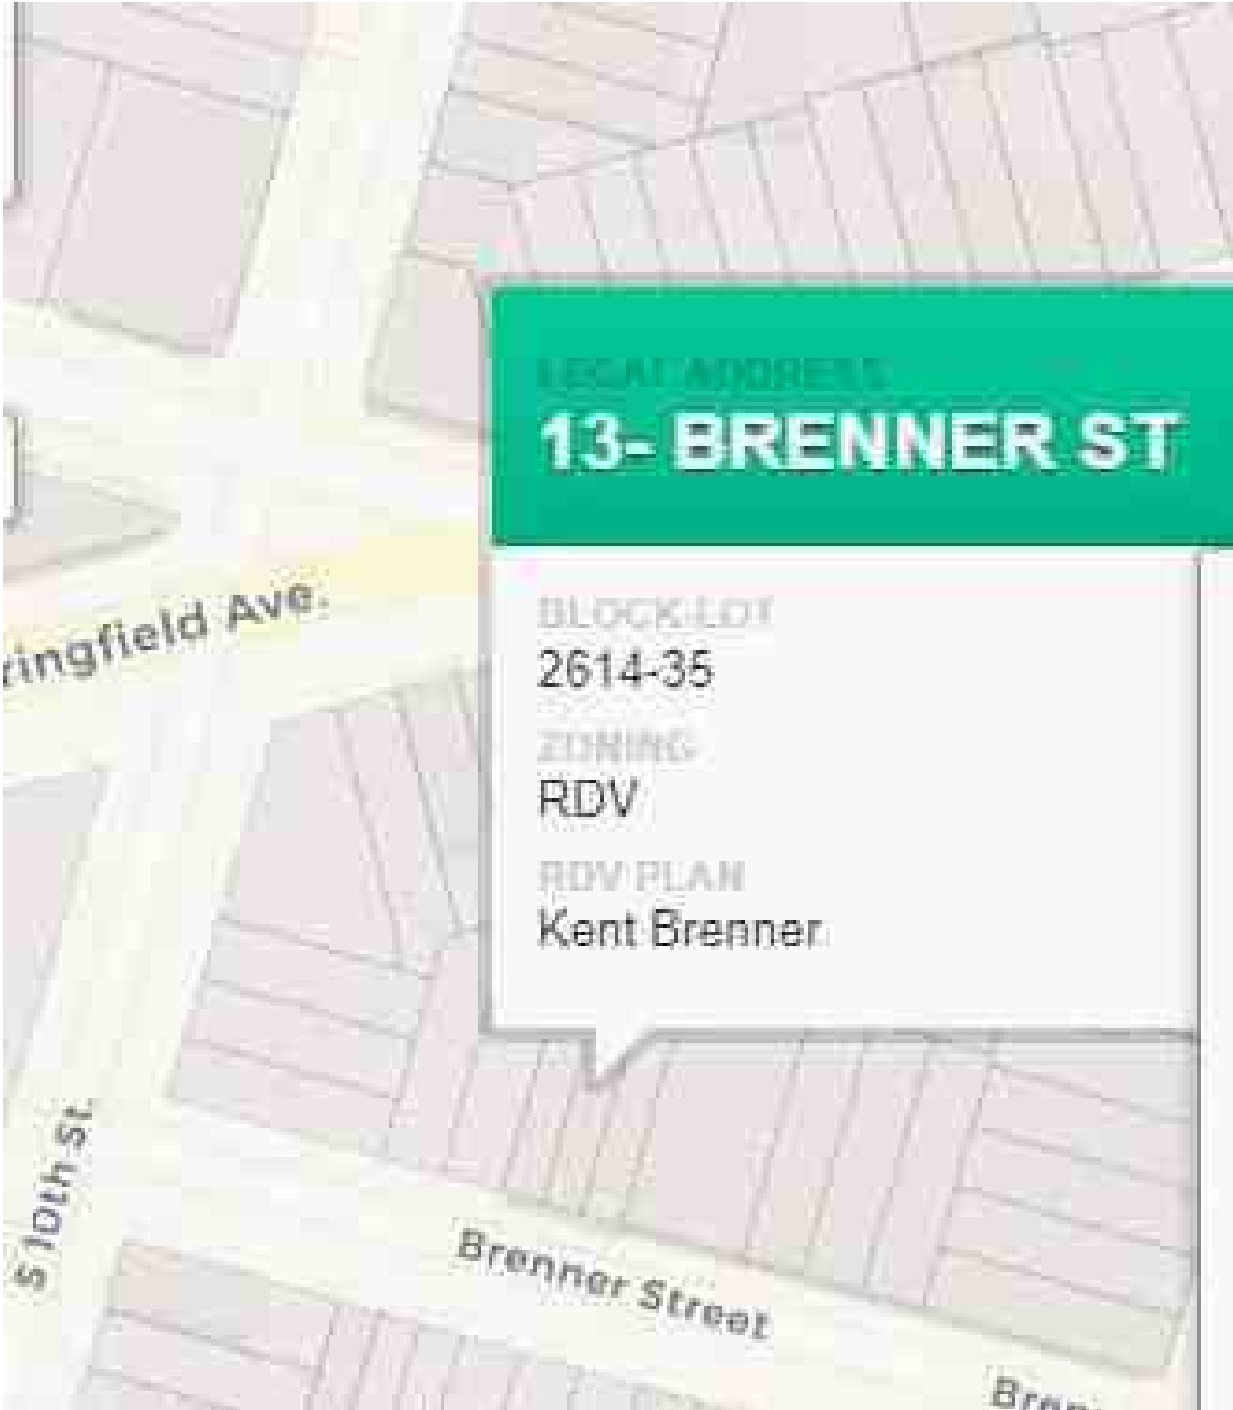 LEGAL ADDRESS
13- BRENNER ST
BLOCK-LOT
2614-35
ZONING
RDV
RDV PLAN
Kent Brenner
ringfield Ave.
S 10th St.
Brenner Street
Bren